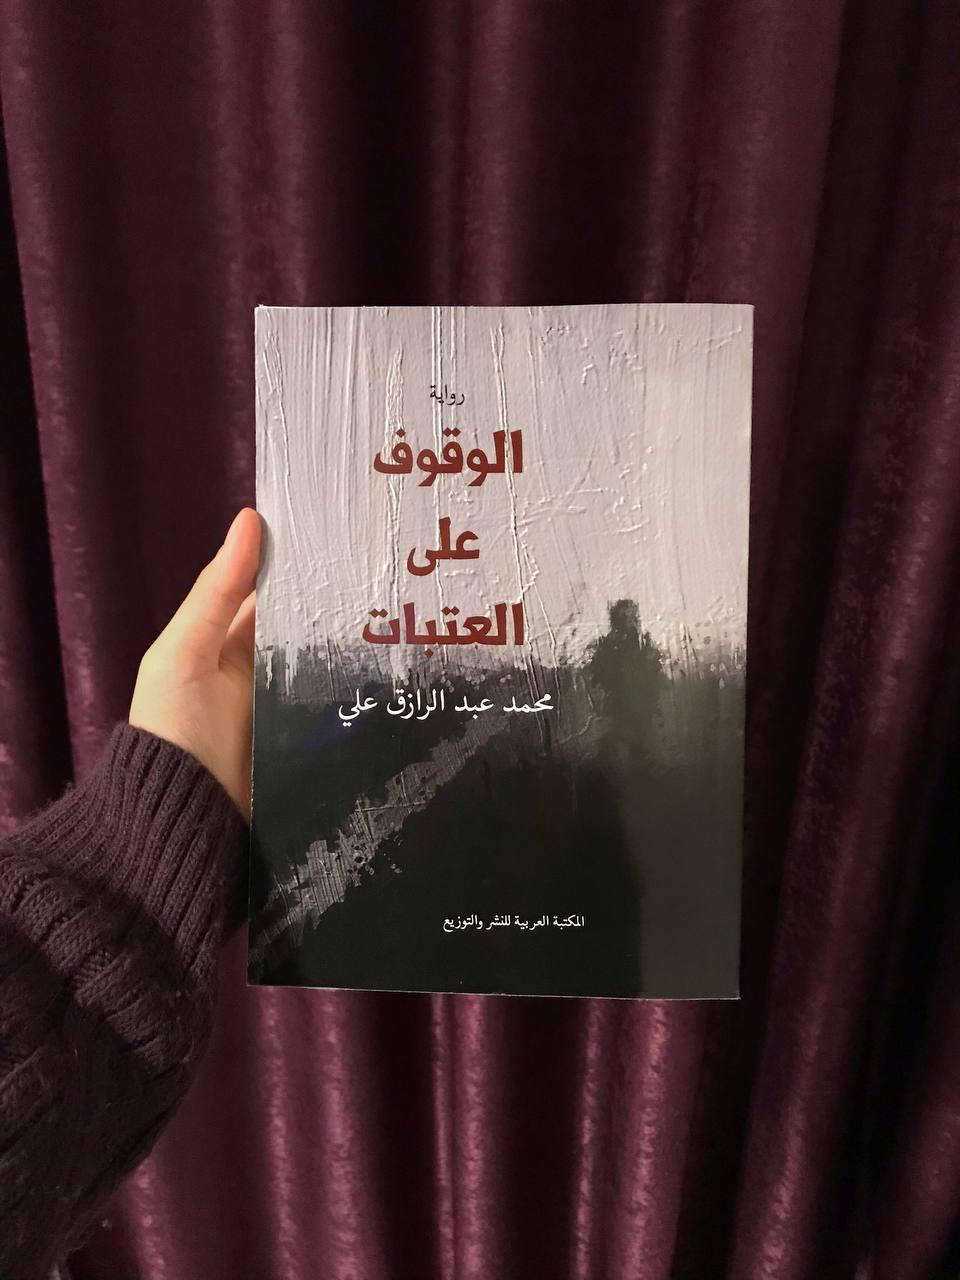 رواية
الوقوف
على
العتبات
محمد عبد الرازق علي
المكتبة العربية للنشر والتوزيع